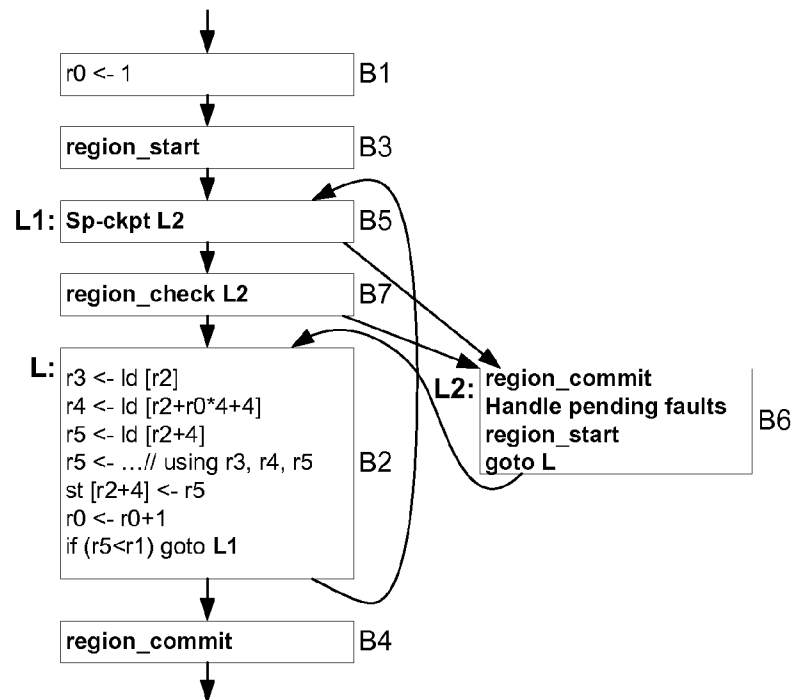 r0 <- 1
B1
region_start
B3
L1: Sp-ckpt L2
B5
region_check L2
B7
L:
r3 <- ld [r2]
r4 <- ld [r2+r0*4+4]
r5 <- ld [r2+4]
r5 <- …// using r3, r4, r5
st [r2+4] <- r5
r0 <- r0+1
if (r5<r1) goto L1
B2
L2:
region_commit
Handle pending faults
region_start
goto L
B6
region_commit
B4